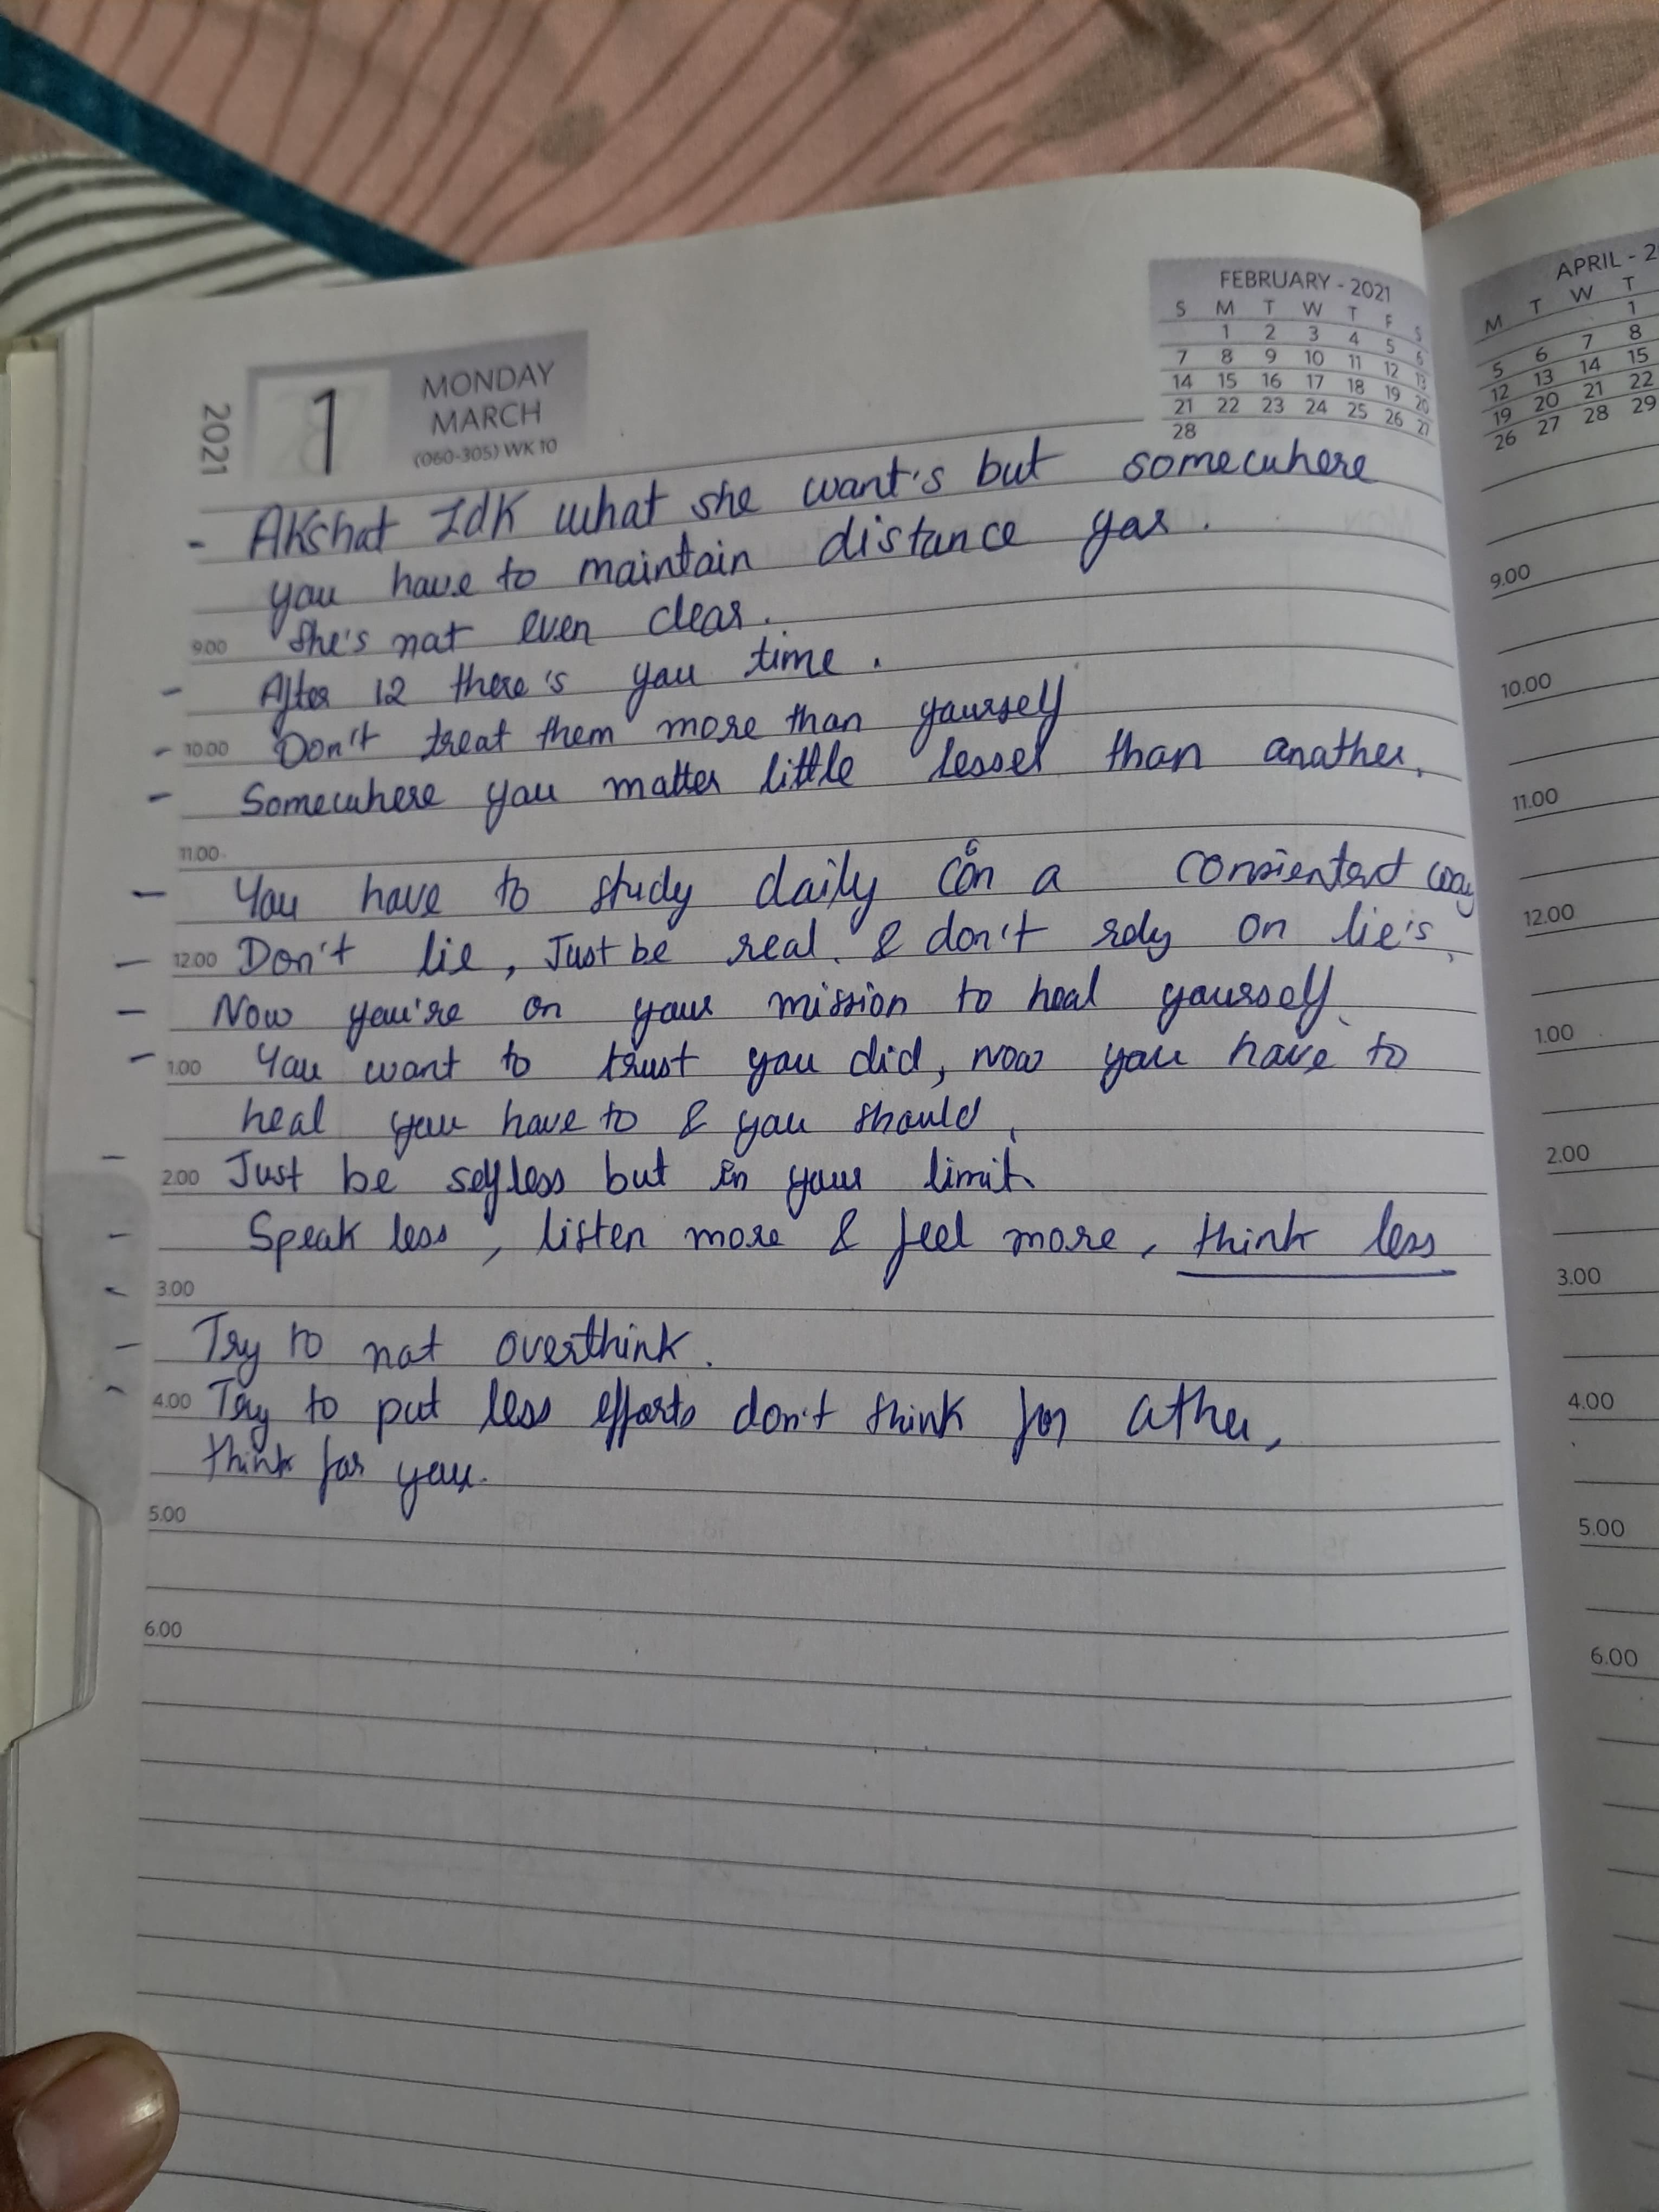 FEBRUARY - 2021
S M T W T F S
1 2 3 4 5 6
7 8 9 10 11 12 13
14 15 16 17 18 19 20
21 22 23 24 25 26 27
28
2021
1
MONDAY
MARCH
(060-305) WK 10
- Akshat Idk what she want's but somewhere
you have to maintain distance yar.
9.00 She's not even clear.
- After 12 there's you time.
- 10.00 Don't treat them more than yourself
- Somewhere you matter little lesser than another.
11.00
- You have to study daily on a way
- 12.00 Don't lie, Just be real. & don't rely on lie's.
- Now you're on your mission to heal yourself.
- 1.00 You want to trust you did, now you have to
heal you have to & you should.
- 2.00 Just be selfless but in your limit.
- Speak less, listen more & feel more, think less
- 3.00
- Try to not overthink.
- 4.00 Try to put less efforts don't think for other,
think for you.
5.00
6.00
APRIL - 2
M T W T
1
5 6 7 8
12 13 14 15
19 20 21 22
26 27 28 29
9.00
10.00
11.00
12.00
1.00
2.00
3.00
4.00
5.00
6.00